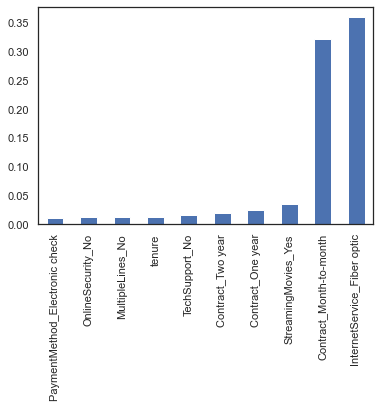 0.35
0.30
0.25
0.20
0.15
0.10
0.05
0.00
PaymentMethod_Electronic check
OnlineSecurity_No
MultipleLines_No
tenure
TechSupport_No
Contract_Two year
Contract_One year
StreamingMovies_Yes
Contract_Month-to-month
InternetService_Fiber optic